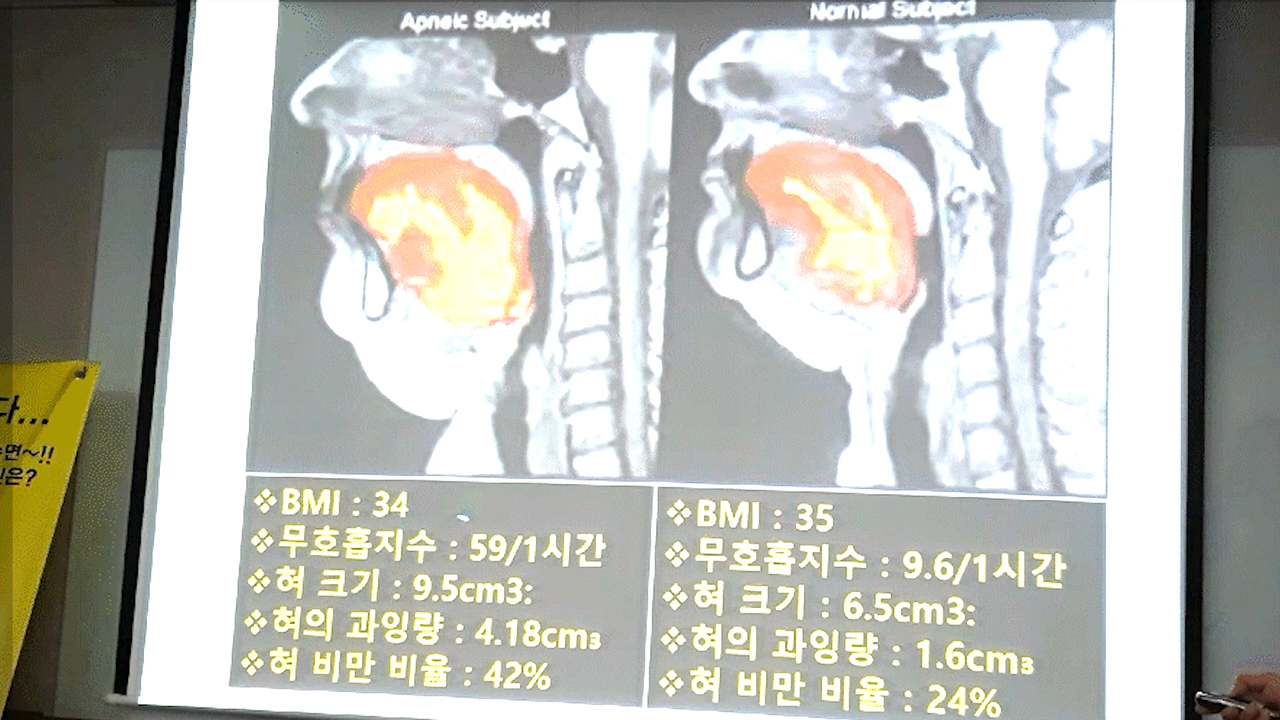 Apneic Subject
Normal Subject
❖BMI : 34
❖무호흡지수 : 59/1시간
❖혀 크기 : 9.5cm3:
❖혀의 과잉량 : 4.18cm₃
❖혀 비만 비율 : 42%
❖BMI : 35
❖무호흡지수 : 9.6/1시간
❖혀 크기 : 6.5cm3:
❖혀의 과잉량 : 1.6cm₃
❖혀 비만 비율 : 24%
다...
면~!!
은?